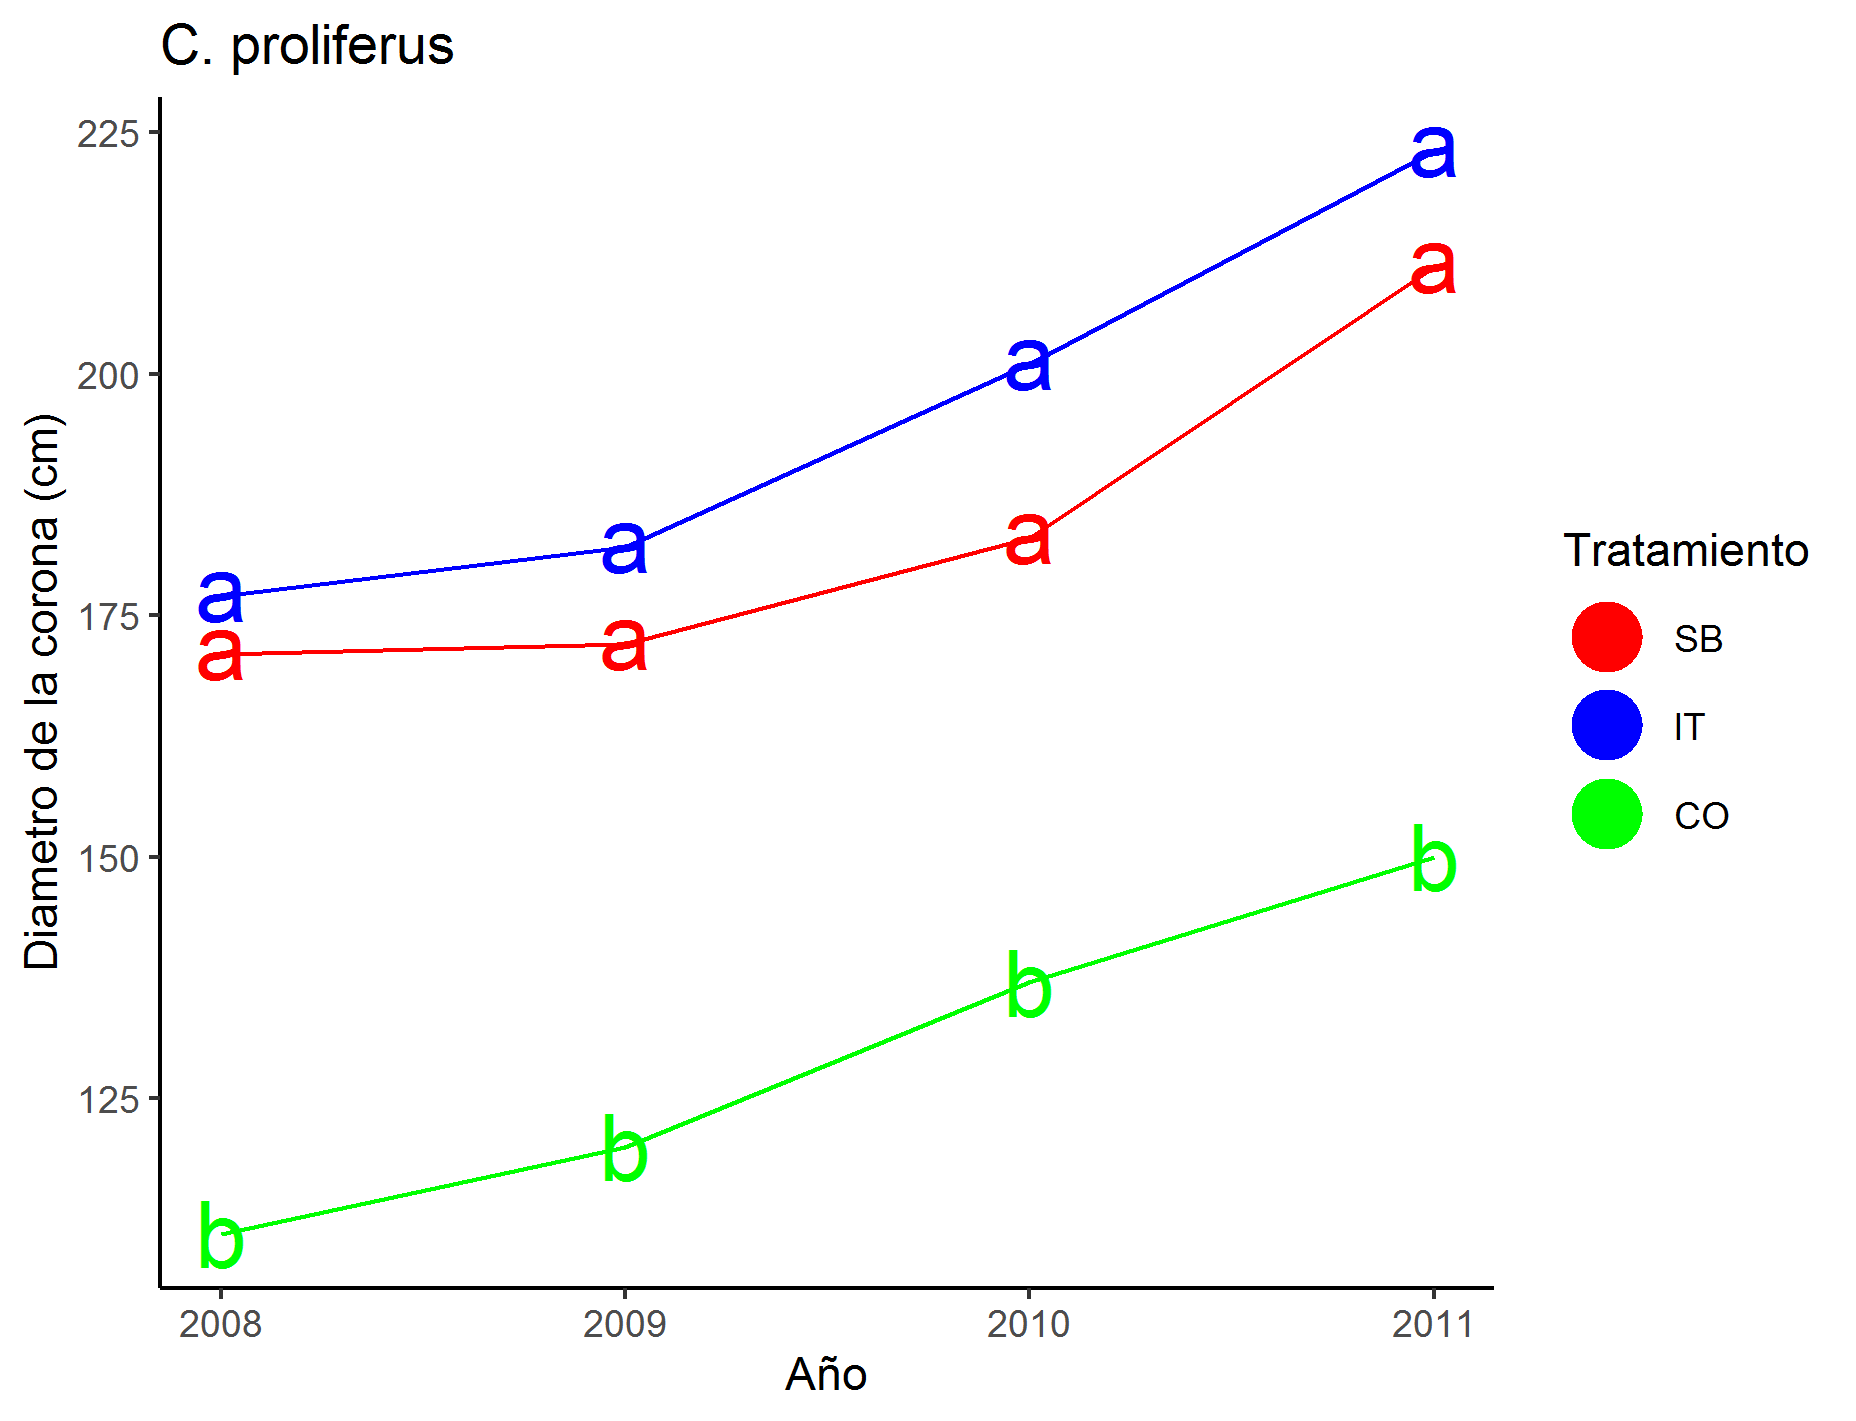 C. proliferus
Diametro de la corona (cm)
225
200
175
150
125
a
a
a
a
a
a
a
a
b
b
b
b
2008
2009
2010
2011
Año
Tratamiento
SB
IT
CO